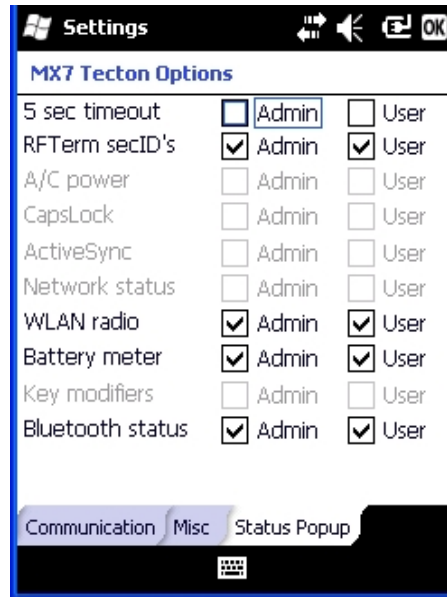 Settings OK
MX7 Tecton Options
5 sec timeout Admin User
RFTerm secID's Admin User
A/C power Admin User
CapsLock Admin User
ActiveSync Admin User
Network status Admin User
WLAN radio Admin User
Battery meter Admin User
Key modifiers Admin User
Bluetooth status Admin User
Communication Misc Status Popup